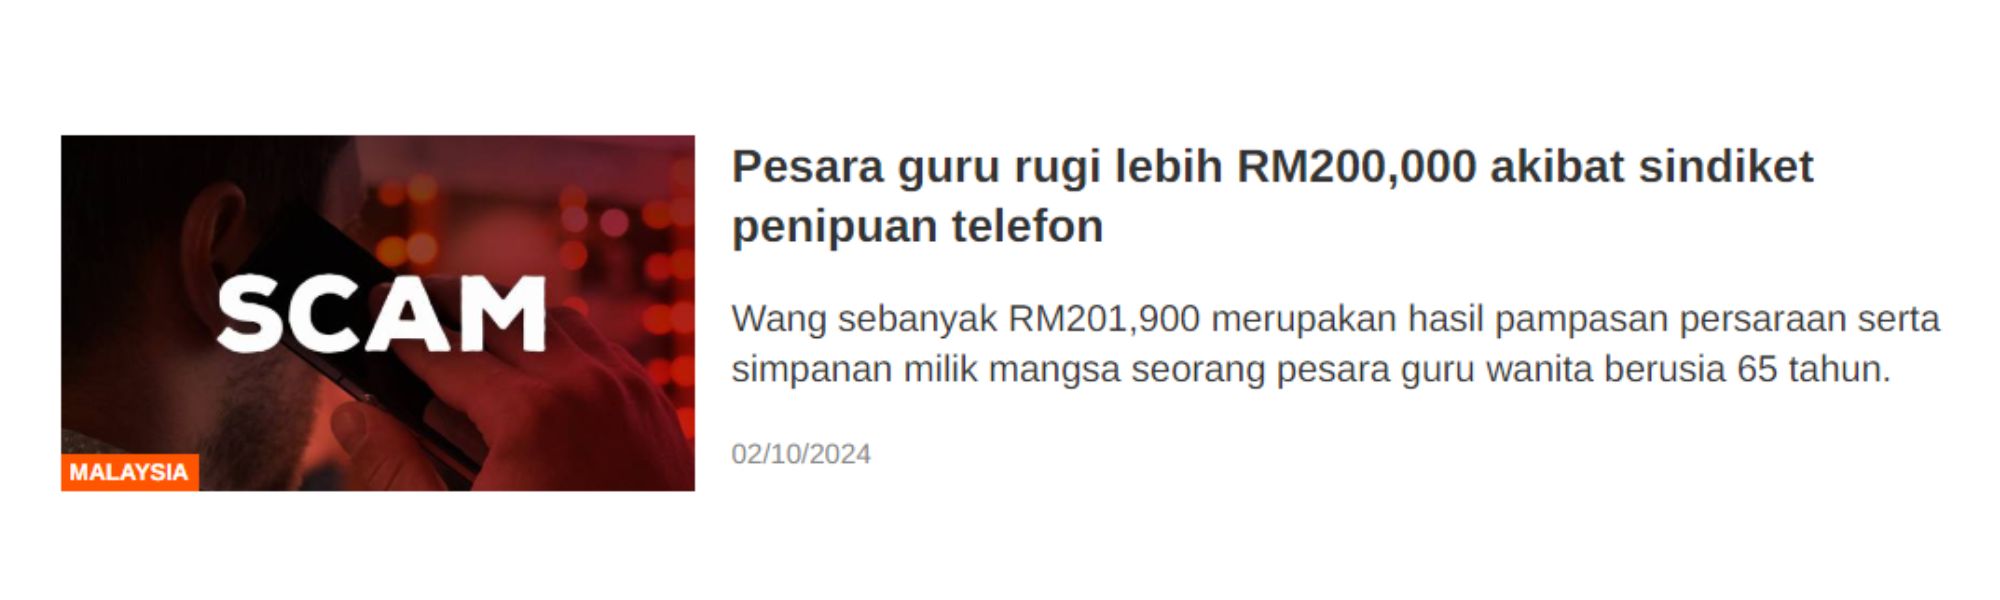 SCAM
MALAYSIA
Pesara guru rugi lebih RM200,000 akibat sindiket
penipuan telefon
Wang sebanyak RM201,900 merupakan hasil pampasan persaraan serta
simpanan milik mangsa seorang pesara guru wanita berusia 65 tahun.
02/10/2024